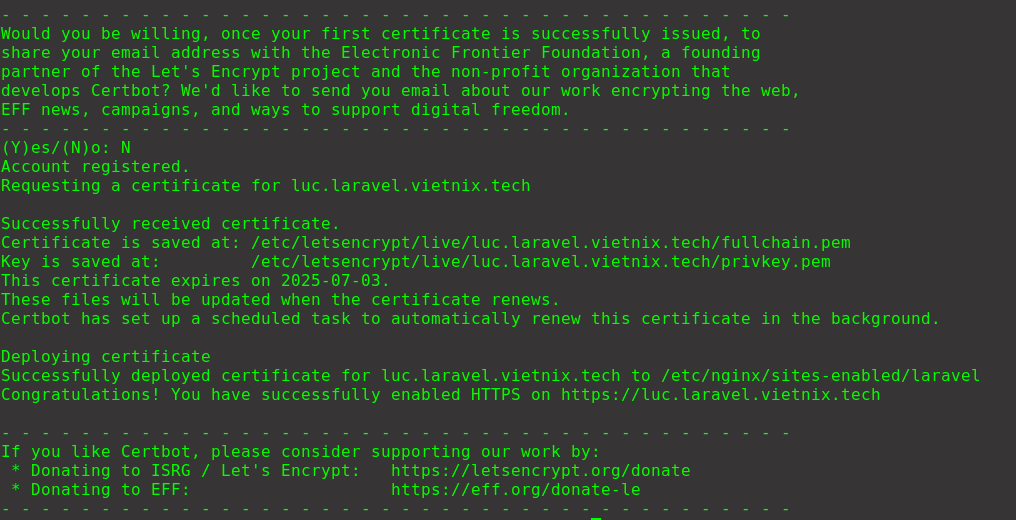 - - - - - - - - - - - - - - - - - - - - - - - - - - - - - - - - - - - - - - - -
Would you be willing, once your first certificate is successfully issued, to
share your email address with the Electronic Frontier Foundation, a founding
partner of the Let's Encrypt project and the non-profit organization that
develops Certbot? We'd like to send you email about our work encrypting the web,
EFF news, campaigns, and ways to support digital freedom.
- - - - - - - - - - - - - - - - - - - - - - - - - - - - - - - - - - - - - - - -
(Y)es/(N)o: N
Account registered.
Requesting a certificate for luc.laravel.vietnix.tech

Successfully received certificate.
Certificate is saved at: /etc/letsencrypt/live/luc.laravel.vietnix.tech/fullchain.pem
Key is saved at:         /etc/letsencrypt/live/luc.laravel.vietnix.tech/privkey.pem
This certificate expires on 2025-07-03.
These files will be updated when the certificate renews.
Certbot has set up a scheduled task to automatically renew this certificate in the background.

Deploying certificate
Successfully deployed certificate for luc.laravel.vietnix.tech to /etc/nginx/sites-enabled/laravel
Congratulations! You have successfully enabled HTTPS on https://luc.laravel.vietnix.tech

- - - - - - - - - - - - - - - - - - - - - - - - - - - - - - - - - - - - - - - -
If you like Certbot, please consider supporting our work by:
 * Donating to ISRG / Let's Encrypt:   https://letsencrypt.org/donate
 * Donating to EFF:                    https://eff.org/donate-le
- - - - - - - - - - - - - - - - - - - - - - - - - - - - - - - - - - - - - - - -